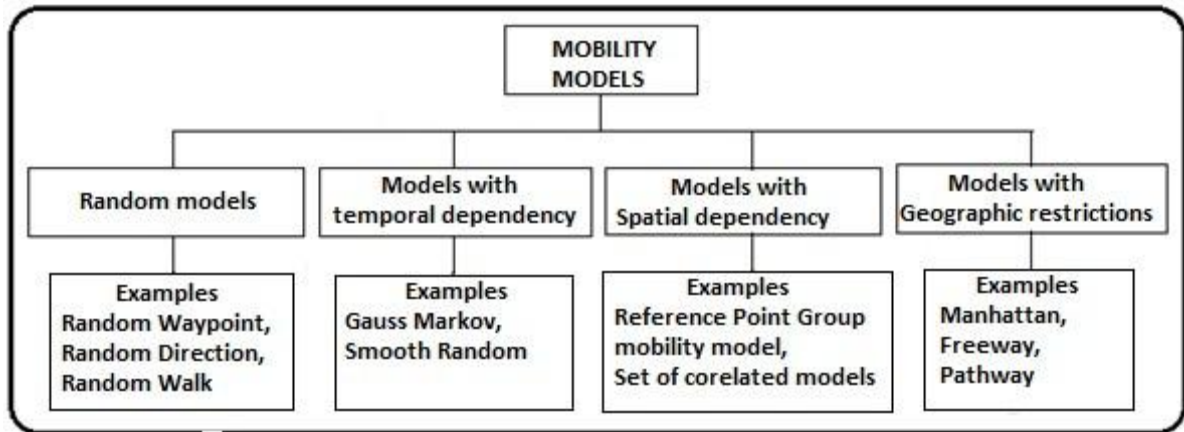 MOBILITY
MODELS
Random models
Models with
temporal dependency
Models with
Spatial dependency
Models with
Geographic restrictions
Examples
Random Waypoint,
Random Direction,
Random Walk
Examples
Gauss Markov,
Smooth Random
Examples
Reference Point Group
mobility model,
Set of corelated models
Examples
Manhattan,
Freeway,
Pathway